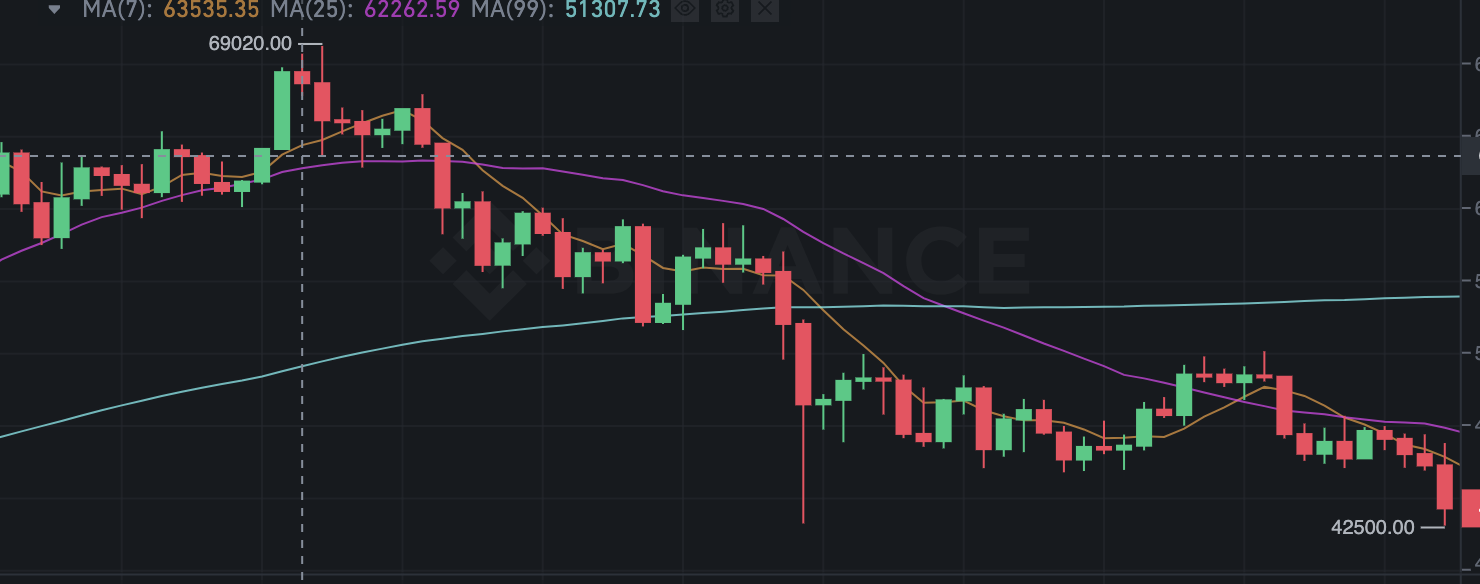 MA(7): 63535.35 MA(25): 62262.59 MA(99): 51307.73
69020.00
BINANCE
42500.00